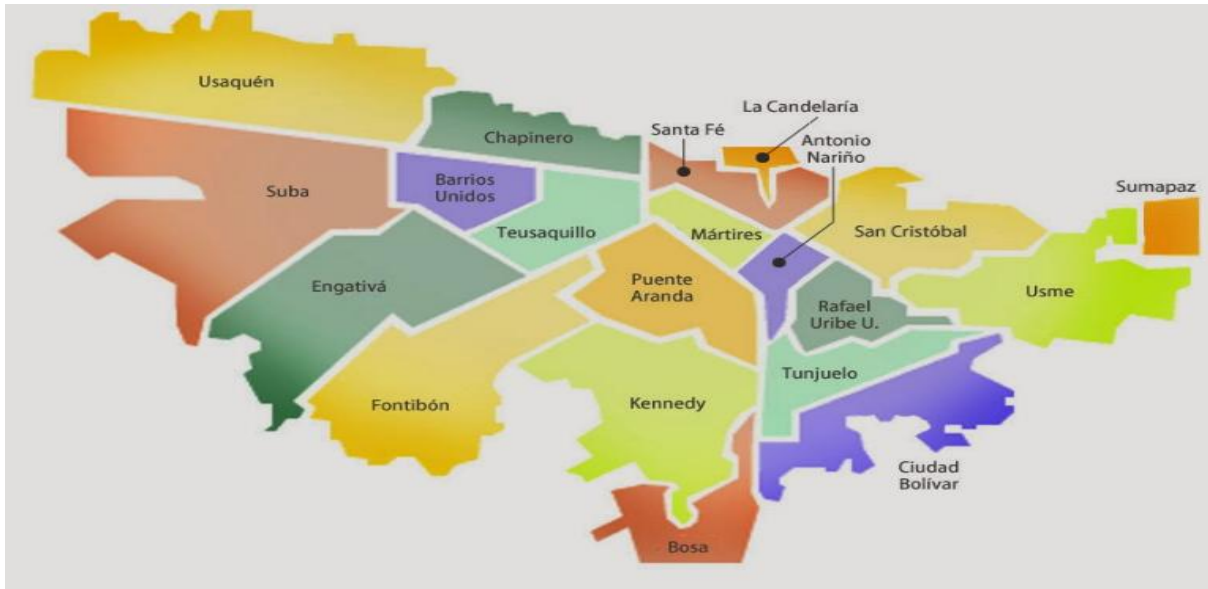 Usaquén
Chapinero
La Candelaría
Santa Fé
Antonio
Nariño
Suba
Barrios
Unidos
Teusaquillo
Mártires
San Cristóbal
Sumapaz
Engativá
Puente
Aranda
Rafael
Uribe U.
Usme
Fontibón
Kennedy
Tunjuelo
Ciudad
Bolívar
Bosa